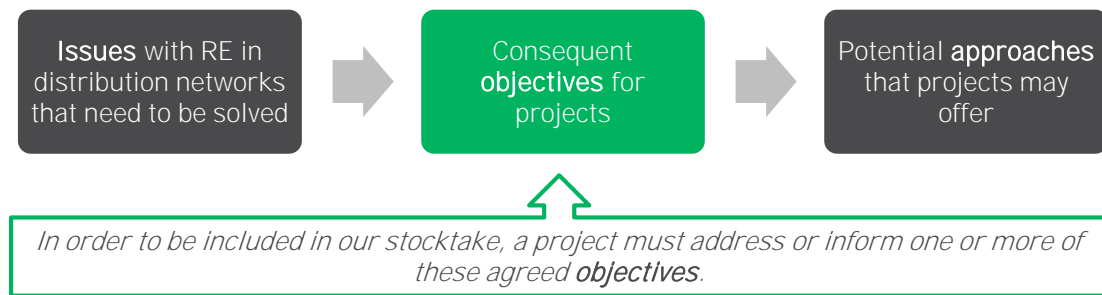 Issues with RE in
distribution networks
that need to be solved
Consequent
objectives for
projects
Potential approaches
that projects may
offer
In order to be included in our stocktake, a project must address or inform one or more of
these agreed objectives.